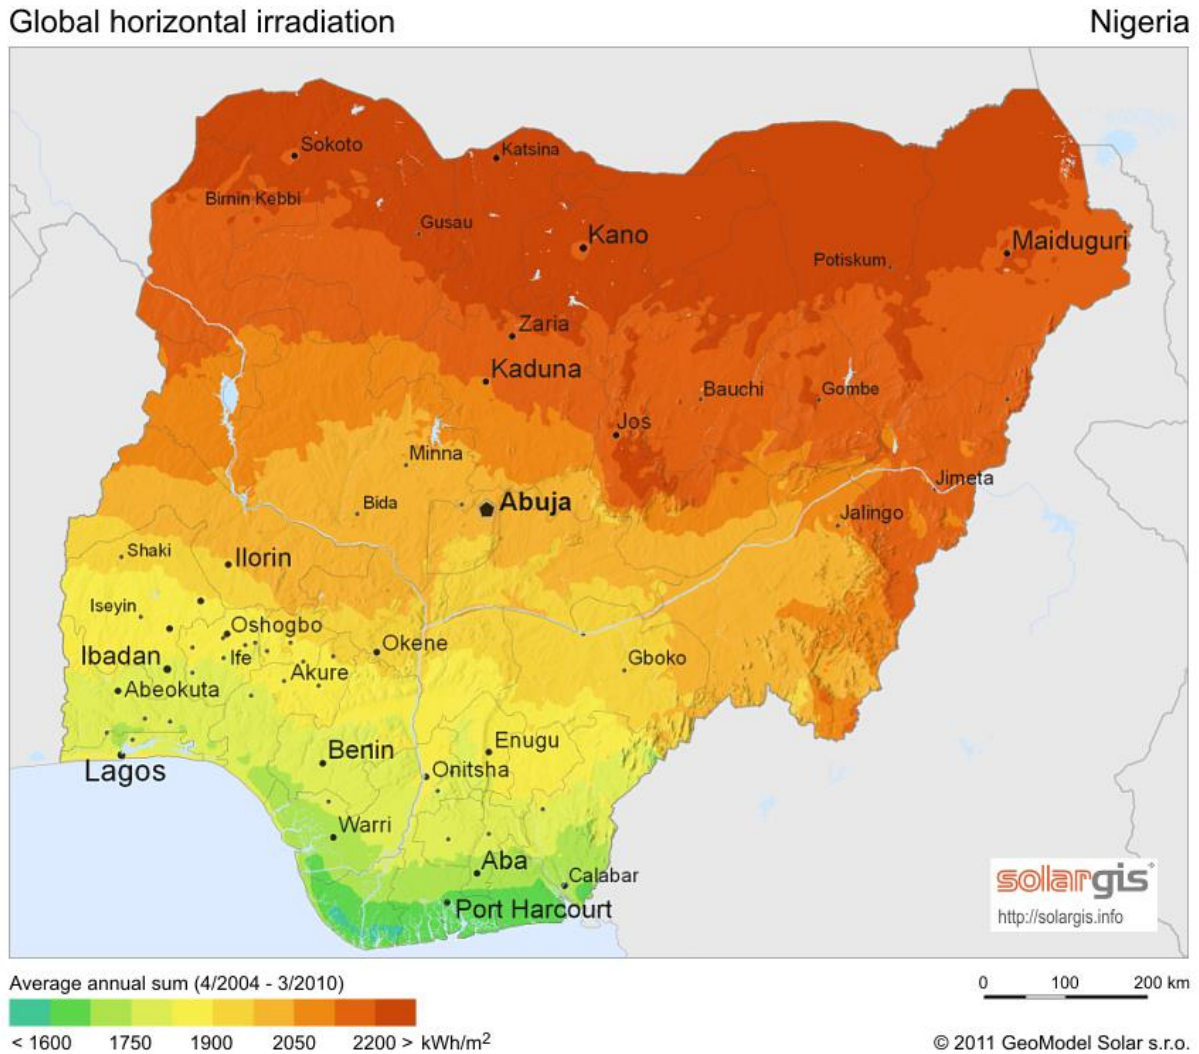 Global horizontal irradiation
Nigeria
Sokoto
Katsina
Birnin Kebbi
Gusau
Kano
Maiduguri
Potiskum
Zaria
Kaduna
Bauchi
Gombe
Jos
Minna
Jimeta
Bida
Abuja
Jalingo
Shaki
Ilorin
Iseyin
Oshogbo
Okene
Ibadan
Ife
Gboko
Akure
Abeokuta
Enugu
Benin
Onitsha
Lagos
Warri
Aba
Calabar
Port Harcourt
solargis
http://solargis.info
Average annual sum (4/2004 - 3/2010)
0 100 200 km
< 1600 1750 1900 2050 2200 > kWh/m²
© 2011 GeoModel Solar s.r.o.